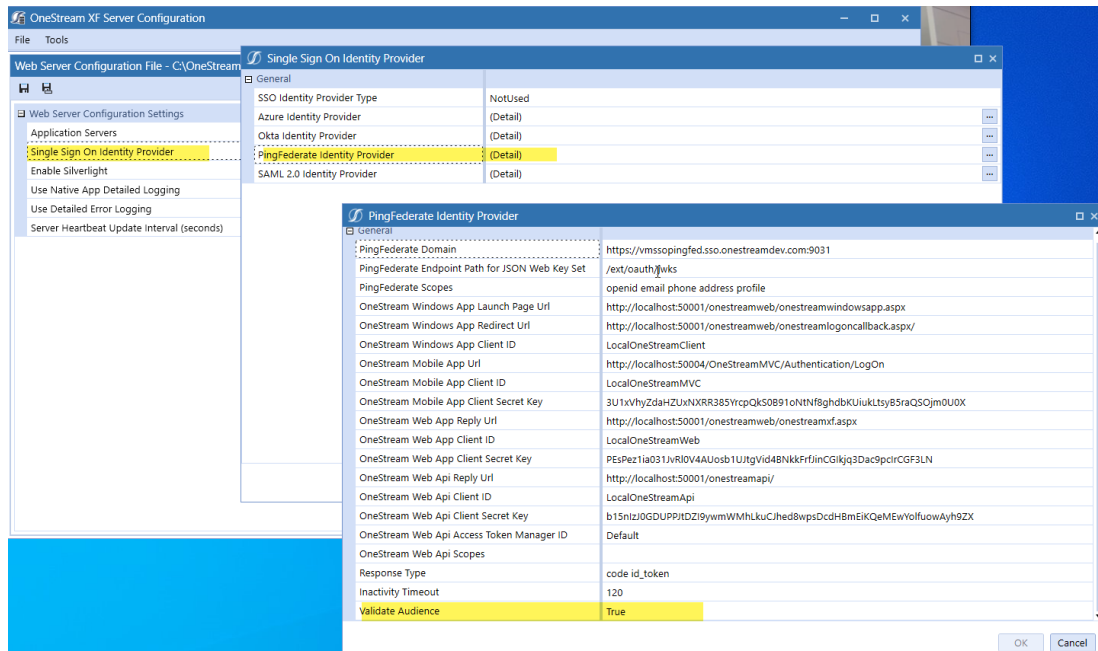 OneStream XF Server Configuration
File Tools
Web Server Configuration File - C:\OneStream
Web Server Configuration Settings
Application Servers
Single Sign On Identity Provider
Enable Silverlight
Use Native App Detailed Logging
Use Detailed Error Logging
Server Heartbeat Update Interval (seconds)
Single Sign On Identity Provider
General
SSO Identity Provider Type NotUsed
Azure Identity Provider (Detail) ...
Okta Identity Provider (Detail) ...
PingFederate Identity Provider (Detail) ...
SAML 2.0 Identity Provider (Detail) ...
PingFederate Identity Provider
General
PingFederate Domain https://vmssopingfed.sso.onestreamdev.com:9031
PingFederate Endpoint Path for JSON Web Key Set /ext/oauth/jwks
PingFederate Scopes openid email phone address profile
OneStream Windows App Launch Page Url http://localhost:50001/onestreamweb/onestreamwindowsapp.aspx
OneStream Windows App Redirect Url http://localhost:50001/onestreamweb/onestreamlogoncallback.aspx/
OneStream Windows App Client ID LocalOneStreamClient
OneStream Mobile App Url http://localhost:50004/OneStreamMVC/Authentication/LogOn
OneStream Mobile App Client ID LocalOneStreamMVC
OneStream Mobile App Client Secret Key 3U1xVhyZdaHZUxNXRR385YrcpQkS0B91oNtNf8ghdbKUiukLtsyB5raQSOjm0U0X
OneStream Web App Reply Url http://localhost:50001/onestreamweb/onestreamxf.aspx
OneStream Web App Client ID LocalOneStreamWeb
OneStream Web App Client Secret Key PEsPez1ia031JvRl0V4AUosb1UJtgVid4BNkkFrfJinCGIkjq3Dac9pcIrCGF3LN
OneStream Web Api Reply Url http://localhost:50001/onestreamapi/
OneStream Web Api Client ID LocalOneStreamApi
OneStream Web Api Client Secret Key b15nIzJ0GDUPPJtDZI9ywmWMhLkuCJhed8wpsDcdHBmEiKQeMEwYolfuowAyh9ZX
OneStream Web Api Access Token Manager ID Default
OneStream Web Api Scopes
Response Type code id_token
Inactivity Timeout 120
Validate Audience True
OK Cancel